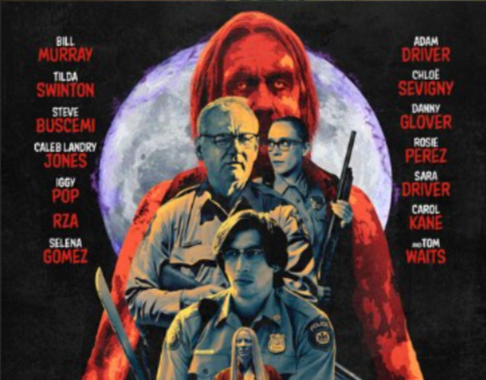 BILL
MURRAY
TILDA
SWINTON
STEVE
BUSCEMI
CALEB LANDRY
JONES
IGGY
POP
RZA
SELENA
GOMEZ
ADAM
DRIVER
CHLOË
SEVIGNY
DANNY
GLOVER
ROSIE
PEREZ
SARA
DRIVER
CAROL
KANE
AND TOM
WAITS
POLICE